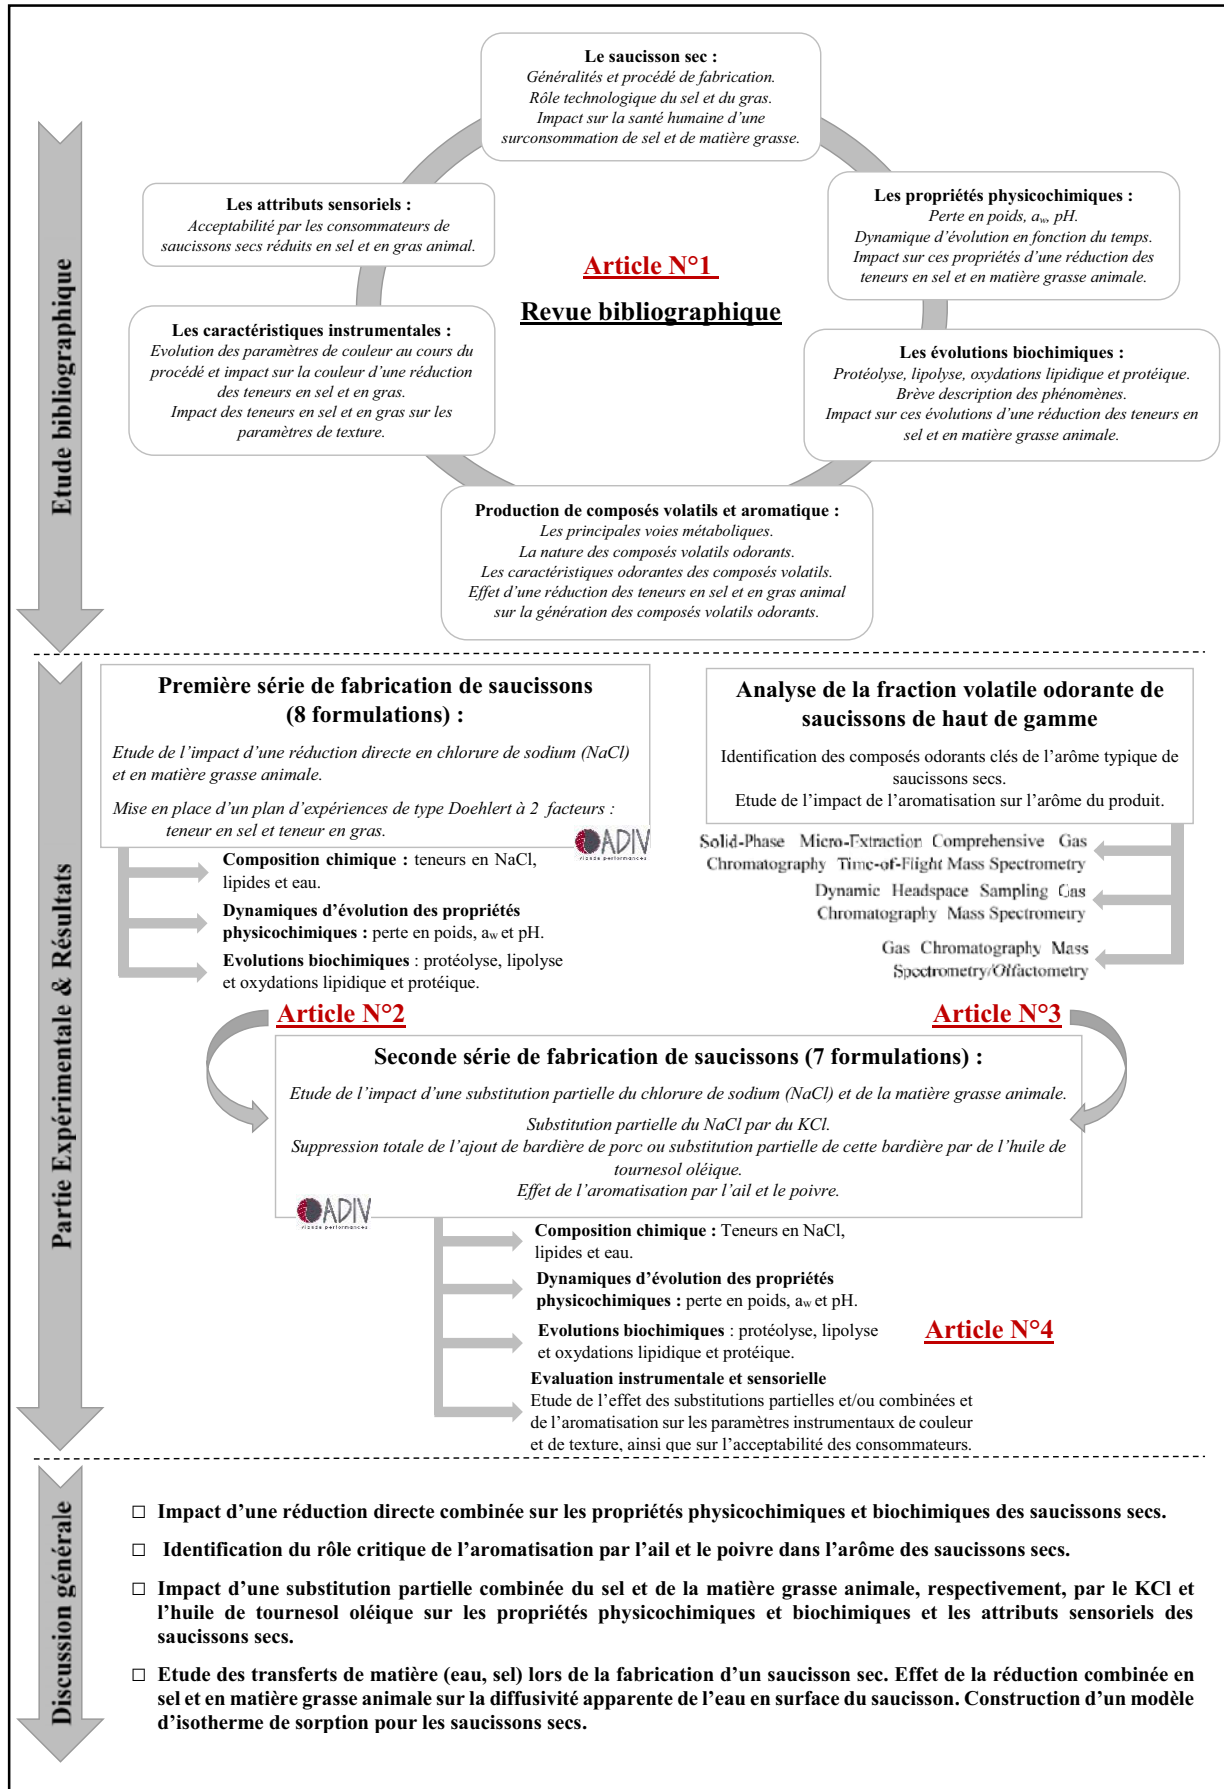 Etude bibliographique
Le saucisson sec :
Généralités et procédé de fabrication.
Rôle technologique du sel et du gras.
Impact sur la santé humaine d'une
surconsommation de sel et de matière grasse.
Les attributs sensoriels :
Acceptabilité par les consommateurs de
saucissons secs réduits en sel et en gras animal.
Les propriétés physicochimiques :
Perte en poids, aw, pH.
Dynamique d'évolution en fonction du temps.
Impact sur ces propriétés d'une réduction des
teneurs en sel et en matière grasse animale.
Article N°1
Revue bibliographique
Les caractéristiques instrumentales :
Evolution des paramètres de couleur au cours du
procédé et impact sur la couleur d'une réduction
des teneurs en sel et en gras.
Impact des teneurs en sel et en gras sur les
paramètres de texture.
Les évolutions biochimiques :
Protéolyse, lipolyse, oxydations lipidique et protéique.
Brève description des phénomènes.
Impact sur ces évolutions d'une réduction des teneurs en
sel et en matière grasse animale.
Production de composés volatils et aromatique :
Les principales voies métaboliques.
La nature des composés volatils odorants.
Les caractéristiques odorantes des composés volatils.
Effet d'une réduction des teneurs en sel et en gras animal
sur la génération des composés volatils odorants.
Partie Expérimentale & Résultats
Première série de fabrication de saucissons
(8 formulations) :
Etude de l'impact d'une réduction directe en chlorure de sodium (NaCl)
et en matière grasse animale.
Mise en place d'un plan d'expériences de type Doehlert à 2 facteurs :
teneur en sel et teneur en gras.
ADIV
viande performances
Composition chimique : teneurs en NaCl,
lipides et eau.
Dynamiques d'évolution des propriétés
physicochimiques : perte en poids, aw et pH.
Evolutions biochimiques : protéolyse, lipolyse
et oxydations lipidique et protéique.
Article N°2
Analyse de la fraction volatile odorante de
saucissons de haut de gamme
Identification des composés odorants clés de l'arôme typique de
saucissons secs.
Etude de l'impact de l'aromatisation sur l'arôme du produit.
Solid-Phase Micro-Extraction Comprehensive Gas
Chromatography Time-of-Flight Mass Spectrometry
Dynamic Headspace Sampling Gas
Chromatography Mass Spectrometry
Gas Chromatography Mass
Spectrometry/Olfactometry
Article N°3
Seconde série de fabrication de saucissons (7 formulations) :
Etude de l'impact d'une substitution partielle du chlorure de sodium (NaCl) et de la matière grasse animale.
Substitution partielle du NaCl par du KCl.
Suppression totale de l'ajout de bardière de porc ou substitution partielle de cette bardière par de l'huile de
tournesol oléique.
Effet de l'aromatisation par l'ail et le poivre.
ADIV
viande performances
Composition chimique : Teneurs en NaCl,
lipides et eau.
Dynamiques d'évolution des propriétés
physicochimiques : perte en poids, aw et pH.
Evolutions biochimiques : protéolyse, lipolyse
et oxydations lipidique et protéique.
Article N°4
Evaluation instrumentale et sensorielle
Etude de l'effet des substitutions partielles et/ou combinées et
de l'aromatisation sur les paramètres instrumentaux de couleur
et de texture, ainsi que sur l'acceptabilité des consommateurs.
Discussion générale
□ Impact d'une réduction directe combinée sur les propriétés physicochimiques et biochimiques des saucissons secs.
□ Identification du rôle critique de l'aromatisation par l'ail et le poivre dans l'arôme des saucissons secs.
□ Impact d'une substitution partielle combinée du sel et de la matière grasse animale, respectivement, par le KCl et
l'huile de tournesol oléique sur les propriétés physicochimiques et biochimiques et les attributs sensoriels des
saucissons secs.
□ Etude des transferts de matière (eau, sel) lors de la fabrication d'un saucisson sec. Effet de la réduction combinée en
sel et en matière grasse animale sur la diffusivité apparente de l'eau en surface du saucisson. Construction d'un modèle
d'isotherme de sorption pour les saucissons secs.